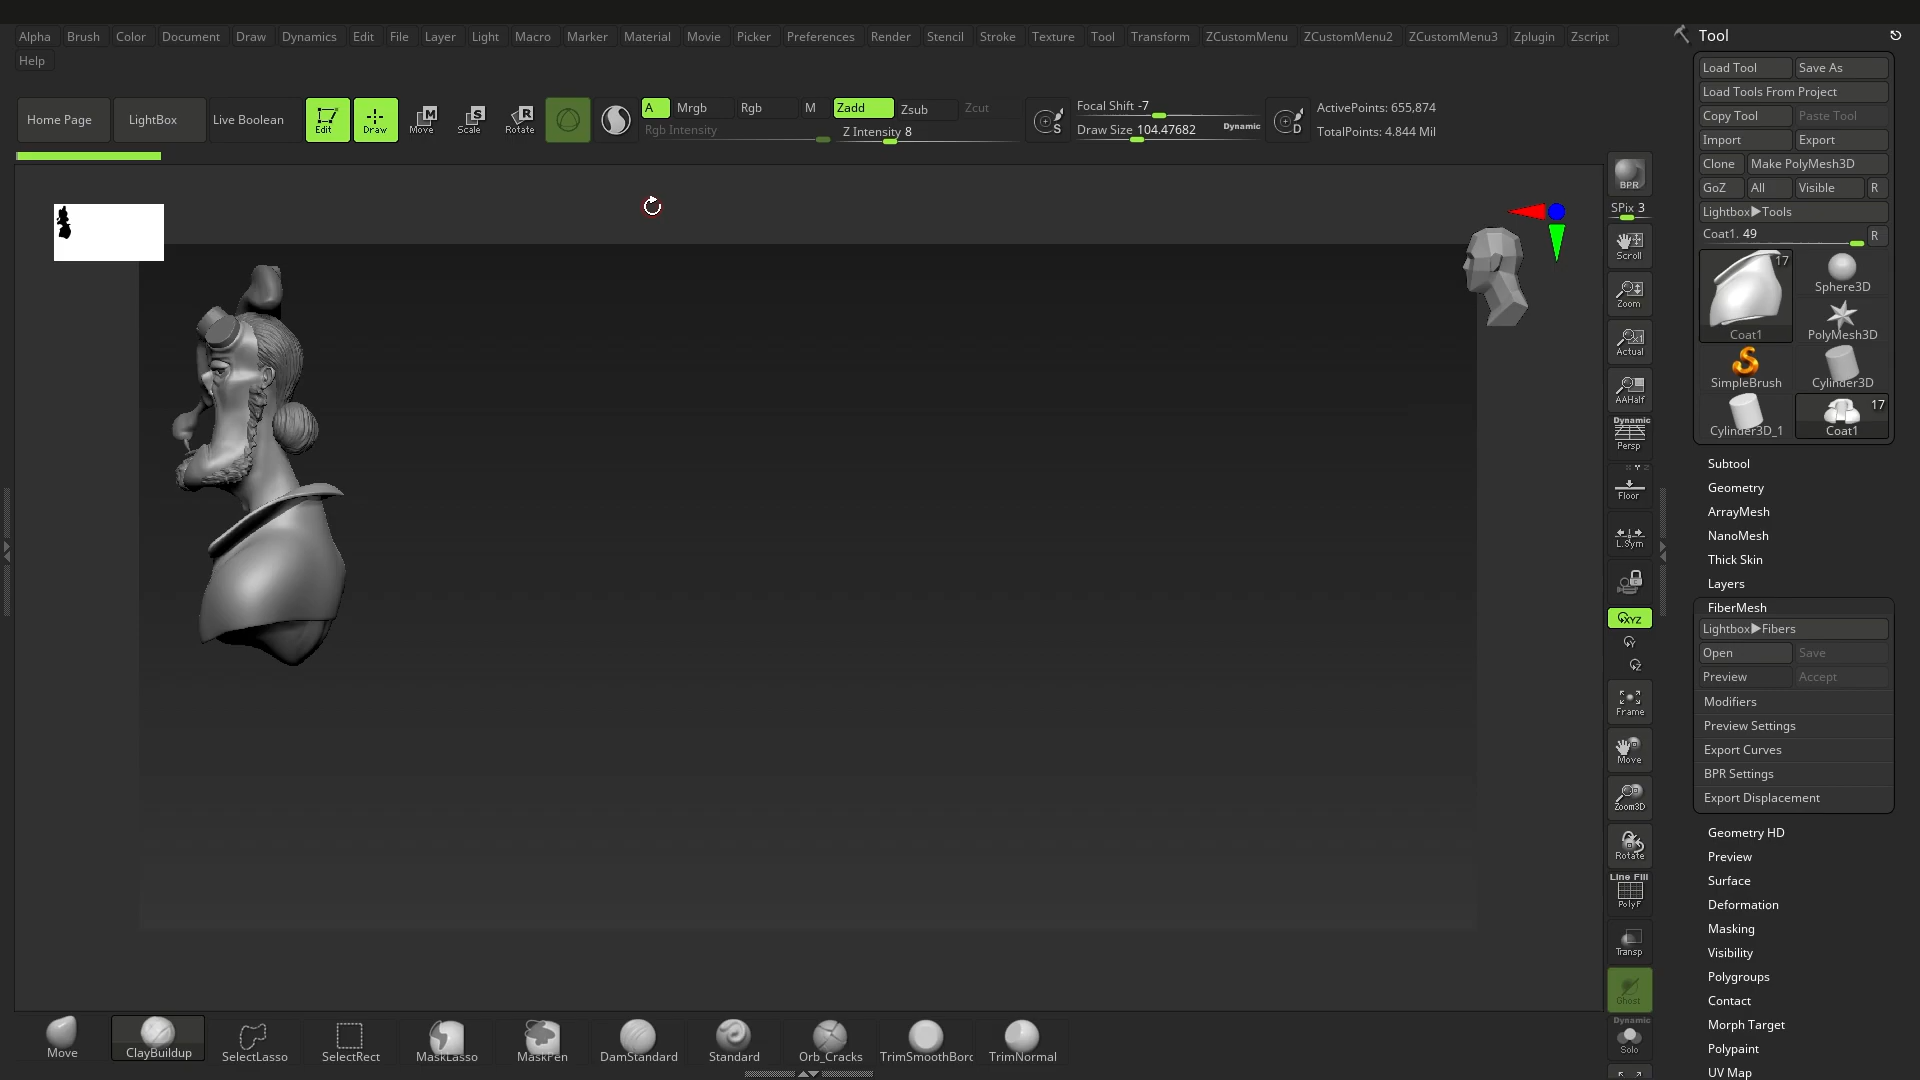 Alpha Brush Color Document Draw Dynamics Edit File Layer Light Macro Marker Material Movie Picker Preferences Render Stencil Stroke Texture Tool Transform ZCustomMenu ZCustomMenu2 ZCustomMenu3 Zplugin Zscript
Help
Home Page LightBox Live Boolean Edit Draw Move Scale Rotate
M S R
A Mrgb Rgb M Zadd Zsub Zcut
Rgb Intensity Z Intensity 8
S Focal Shift -7
Draw Size 104.47682 Dynamic
D ActivePoints: 655,874
TotalPoints: 4.844 Mil
BPR
SPix 3
Scroll
Zoom
Actual
AAHalf
Dynamic
Persp
Floor
L.Sym
XYZ
Y
Z
Frame
Move
Zoom3D
Rotate
Line Fill
PolyF
Transp
Ghost
Dynamic
Solo
Tool
Load Tool Save As
Load Tools From Project
Copy Tool Paste Tool
Import Export
Clone Make PolyMesh3D
GoZ All Visible R
Lightbox▶Tools
Coat1. 49 R
17
Coat1 Sphere3D
PolyMesh3D
SimpleBrush Cylinder3D
17
Cylinder3D_1 Coat1
Subtool
Geometry
ArrayMesh
NanoMesh
Thick Skin
Layers
FiberMesh
Lightbox▶Fibers
Open Save
Preview Accept
Modifiers
Preview Settings
Export Curves
BPR Settings
Export Displacement
Geometry HD
Preview
Surface
Deformation
Masking
Visibility
Polygroups
Contact
Morph Target
Polypaint
UV Map
Move ClayBuildup SelectLasso SelectRect MaskLasso MaskPen DamStandard Standard Orb_Cracks TrimSmoothBorc TrimNormal